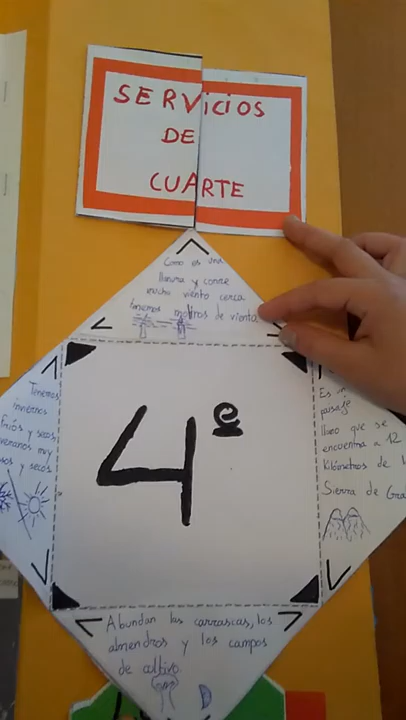 SERVICIOS
DE
CUARTE
Como es una
llanura y corre
mucho viento cerca
tenemos molinos de viento
4º
Tenemos
inviernos
fríos y secos
veranos muy
y secos
Es un
paisaje
llano que se
encuentra a 12
Kilómetros de
Sierra de
Abundan las carrascas, los
almendros y los campos
de cultivo